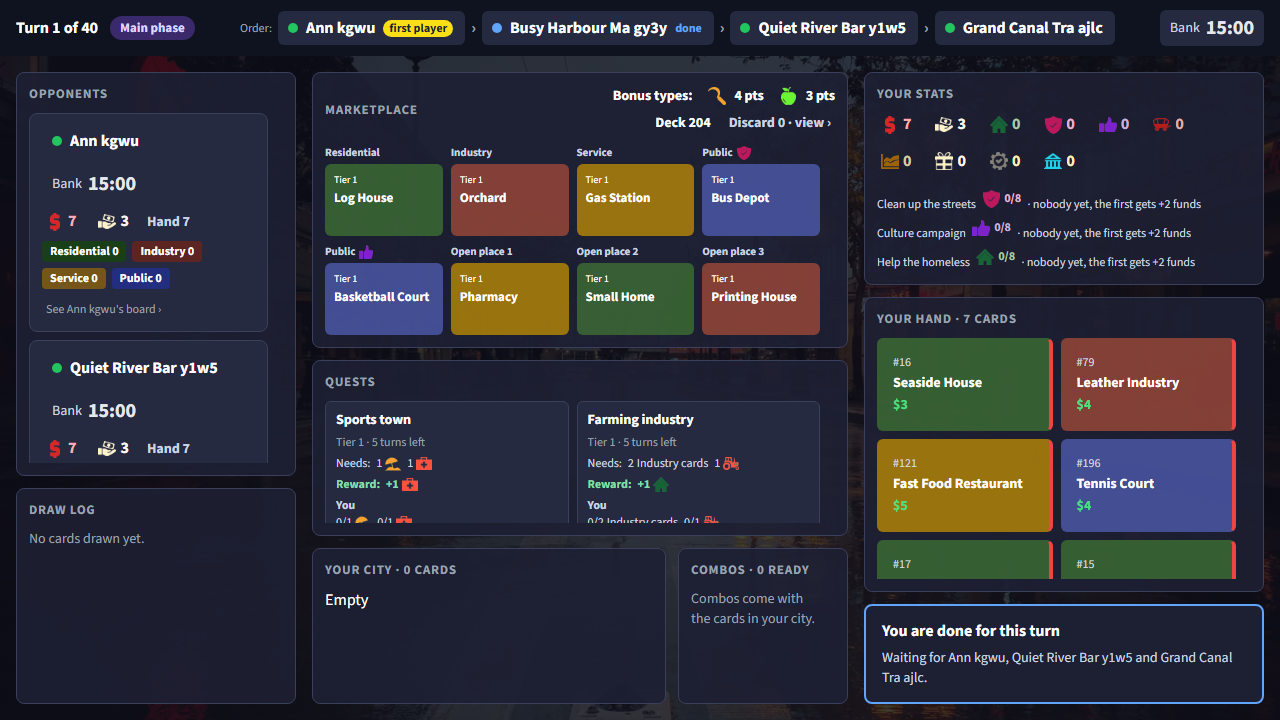 Turn 1 of 40 Main phase Order: Ann kgwu first player › Busy Harbour Ma gy3y done › Quiet River Bar y1w5 › Grand Canal Tra ajlc Bank 15:00
OPPONENTS
Ann kgwu
Bank 15:00
7 3 Hand 7
Residential 0 Industry 0
Service 0 Public 0
See Ann kgwu's board ›
Quiet River Bar y1w5
Bank 15:00
7 3 Hand 7
DRAW LOG
No cards drawn yet.
MARKETPLACE
Bonus types: 4 pts 3 pts
Deck 204 Discard 0 · view ›
Residential Industry Service Public
Tier 1 Tier 1 Tier 1 Tier 1
Log House Orchard Gas Station Bus Depot
Public Open place 1 Open place 2 Open place 3
Tier 1 Tier 1 Tier 1 Tier 1
Basketball Court Pharmacy Small Home Printing House
QUESTS
Sports town
Tier 1 · 5 turns left
Needs: 1 1
Reward: +1
You
0/1 0/1
Farming industry
Tier 1 · 5 turns left
Needs: 2 Industry cards 1
Reward: +1
You
0/2 Industry cards 0/1
YOUR CITY · 0 CARDS
Empty
COMBOS · 0 READY
Combos come with
the cards in your city.
YOUR STATS
7 3 0 0 0 0
0 0 0 0
Clean up the streets 0/8 · nobody yet, the first gets +2 funds
Culture campaign 0/8 · nobody yet, the first gets +2 funds
Help the homeless 0/8 · nobody yet, the first gets +2 funds
YOUR HAND · 7 CARDS
#16 #79
Seaside House Leather Industry
$3 $4
#121 #196
Fast Food Restaurant Tennis Court
$5 $4
#17 #15
You are done for this turn
Waiting for Ann kgwu, Quiet River Bar y1w5 and Grand Canal
Tra ajlc.